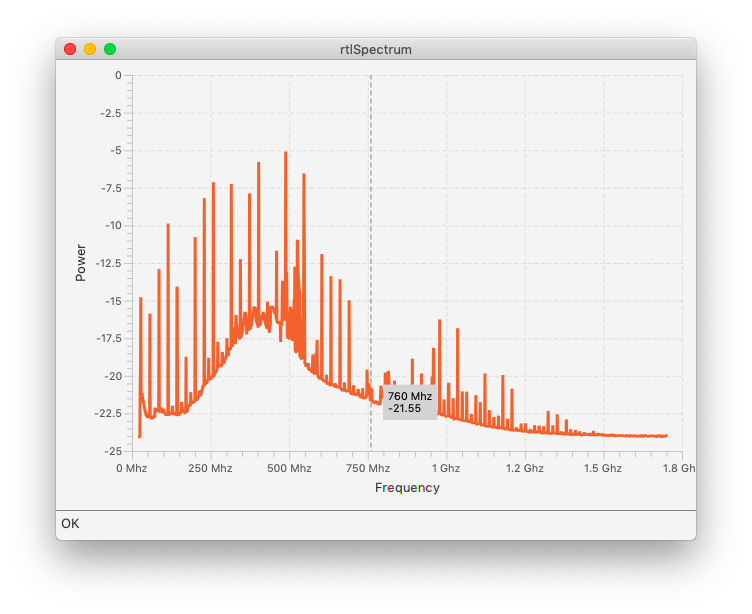 rtlSpectrum
0
-2.5
-5
-7.5
-10
-12.5
-15
-17.5
-20
-22.5
-25
Power
760 Mhz
-21.55
0 Mhz 250 Mhz 500 Mhz 750 Mhz 1 Ghz 1.2 Ghz 1.5 Ghz 1.8 Gh
Frequency
OK